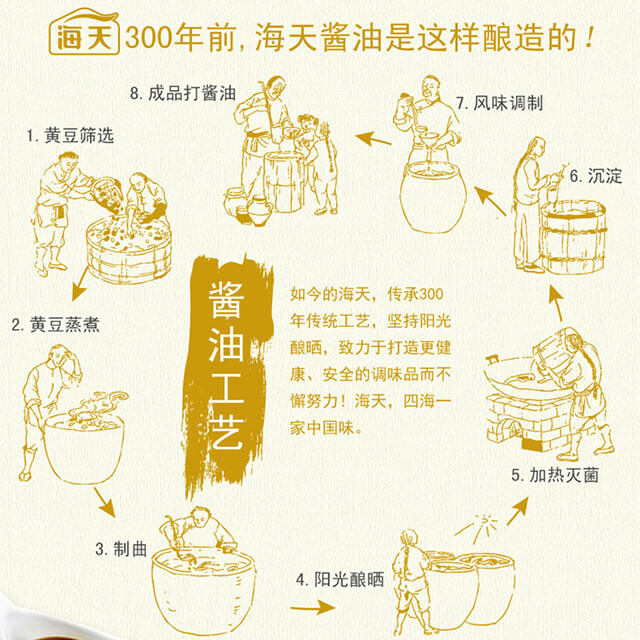 海天 300年前,海天酱油是这样酿造的!
1. 黄豆筛选
2. 黄豆蒸煮
3. 制曲
4. 阳光酿晒
5. 加热灭菌
6. 沉淀
7. 风味调制
8. 成品打酱油
酱油工艺
如今的海天，传承300
年传统工艺，坚持阳光
酿晒，致力于打造更健
康、安全的调味品而不
懈努力！海天，四海一
家中国味。